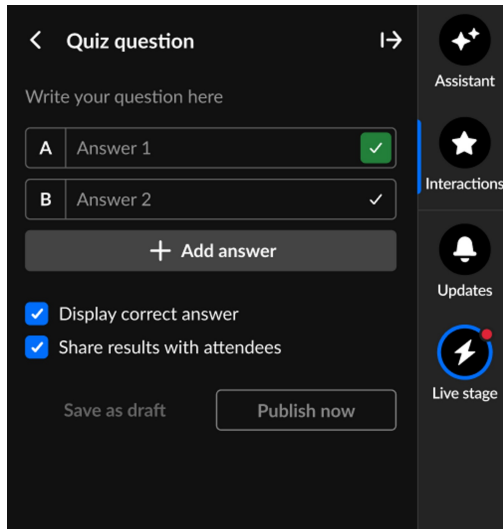 Quiz question
Write your question here
A Answer 1
B Answer 2
Add answer
Display correct answer
Share results with attendees
Save as draft Publish now
Assistant
Interactions
Updates
Live stage